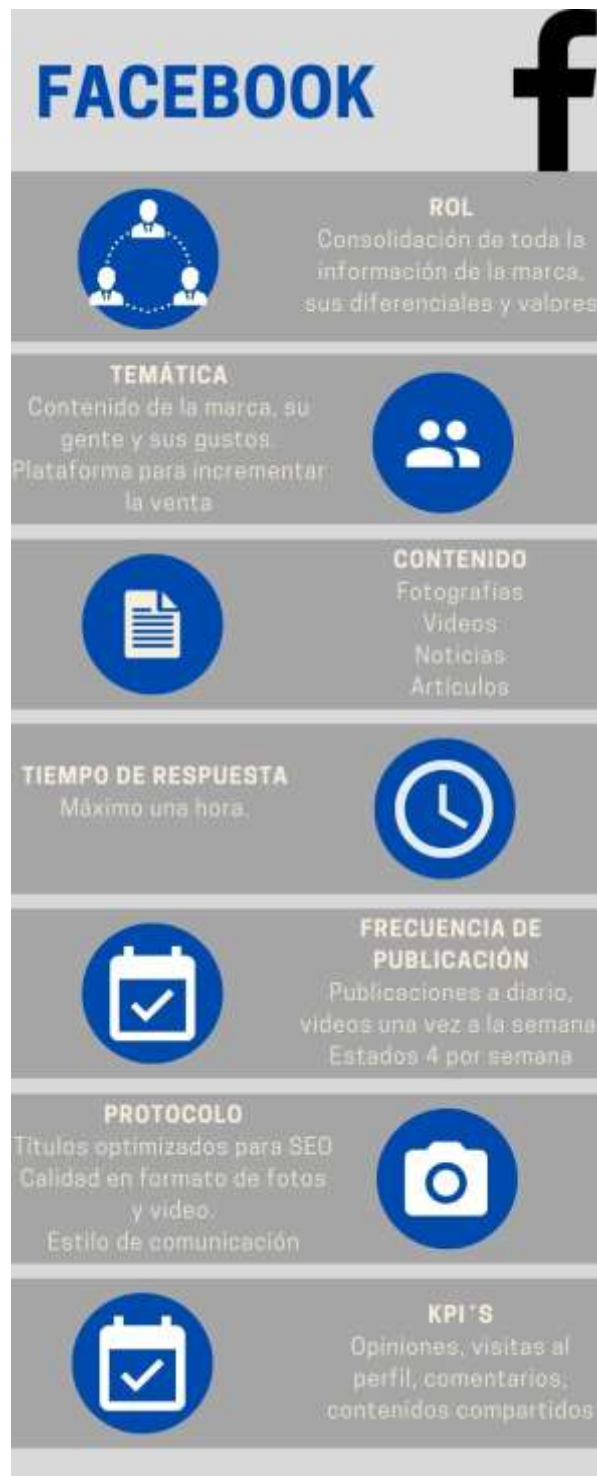 FACEBOOK
ROL
Consolidación de toda la
información de la marca,
sus diferenciales y valores
TEMÁTICA
Contenido de la marca, su
gente y sus gustos.
Plataforma para incrementar
la venta
CONTENIDO
Fotografías
Videos
Noticias
Artículos
TIEMPO DE RESPUESTA
Máximo una hora.
FRECUENCIA DE
PUBLICACIÓN
Publicaciones a diario,
videos una vez a la semana
Estados 4 por semana
PROTOCOLO
Títulos optimizados para SEO
Calidad en formato de fotos
y video.
Estilo de comunicación
KPI´S
Opiniones, visitas al
perfil, comentarios,
contenidos compartidos